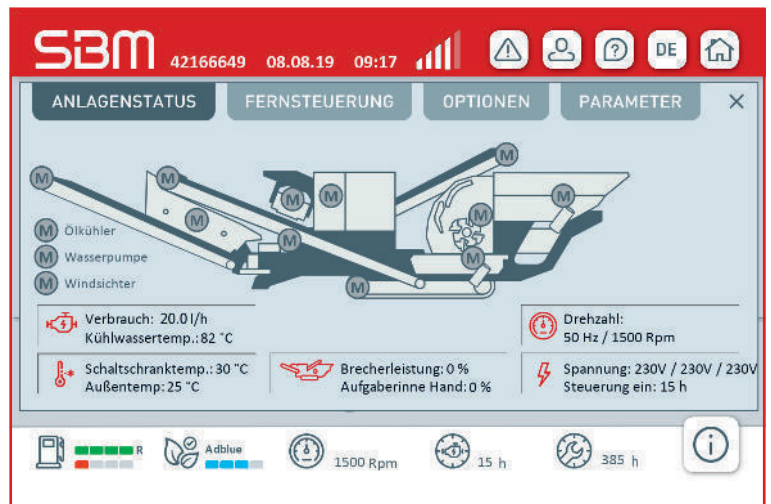 SBM 42166649 08.08.19 09:17 DE
ANLAGENSTATUS FERNSTEUERUNG OPTIONEN PARAMETER ×
M
M M M M M M
M M
M Ölkühler M
M Wasserpumpe M
M Windsichter M
Verbrauch: 20.0 l/h
Kühlwassertemp.: 82 °C
Drehzahl:
50 Hz / 1500 Rpm
Schaltschranktemp.: 30 °C
Außentemp: 25 °C
Brecherleistung: 0 %
Aufgaberinne Hand: 0 %
Spannung: 230V / 230V / 230V
Steuerung ein: 15 h
R Adblue 1500 Rpm 15 h 385 h i